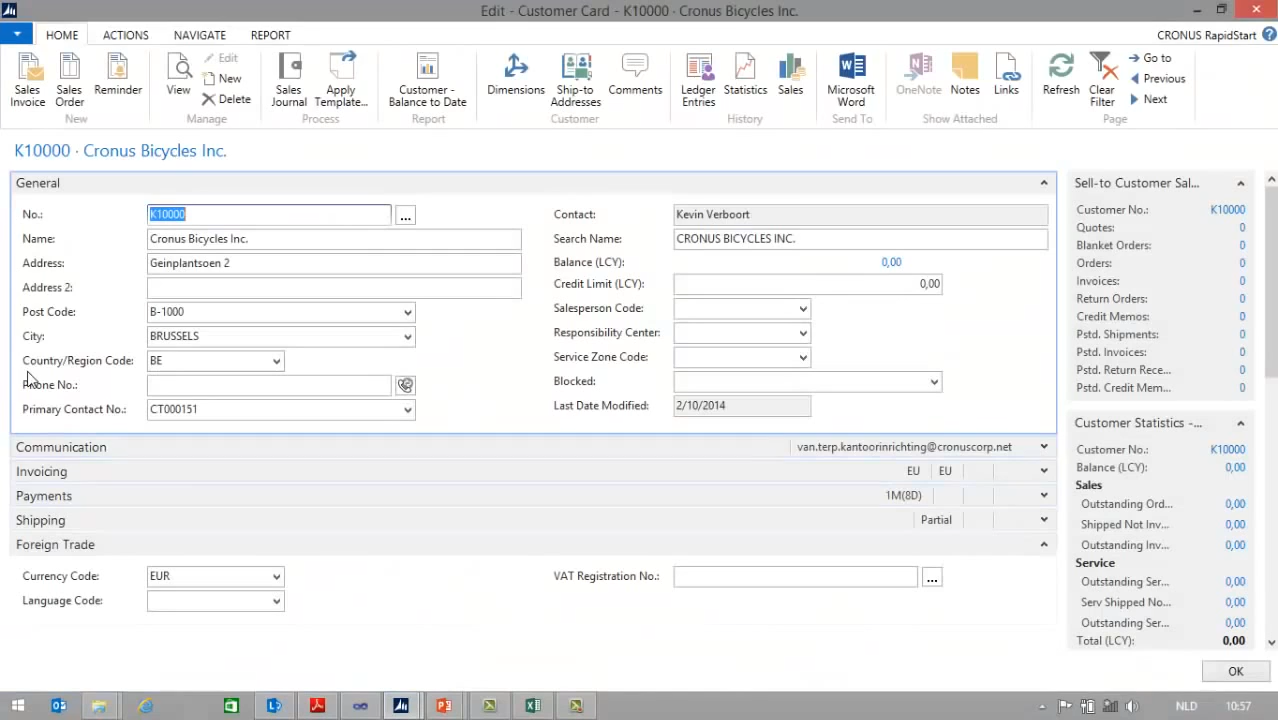 Edit - Customer Card - K10000 · Cronus Bicycles Inc.
HOME ACTIONS NAVIGATE REPORT CRONUS RapidStart
Sales Invoice
Sales Order
Reminder
New
View
Edit
New
Delete
Manage
Sales Journal
Apply Template...
Process
Customer - Balance to Date
Report
Dimensions
Ship-to Addresses
Comments
Customer
Ledger Entries
Statistics
Sales
History
Microsoft Word
Send To
OneNote
Notes
Links
Show Attached
Refresh
Clear Filter
Go to
Previous
Next
Page
K10000 · Cronus Bicycles Inc.
General
No.: K10000
Name: Cronus Bicycles Inc.
Address: Geinplantsoen 2
Address 2:
Post Code: B-1000
City: BRUSSELS
Country/Region Code: BE
Phone No.:
Primary Contact No.: CT000151
Contact: Kevin Verboort
Search Name: CRONUS BICYCLES INC.
Balance (LCY): 0,00
Credit Limit (LCY): 0,00
Salesperson Code:
Responsibility Center:
Service Zone Code:
Blocked:
Last Date Modified: 2/10/2014
Communication van.terp.kantoorinrichting@cronuscorp.net
Invoicing EU EU
Payments 1M(8D)
Shipping Partial
Foreign Trade
Currency Code: EUR
Language Code:
VAT Registration No.:
Sell-to Customer Sal...
Customer No.: K10000
Quotes: 0
Blanket Orders: 0
Orders: 0
Invoices: 0
Return Orders: 0
Credit Memos: 0
Pstd. Shipments: 0
Pstd. Invoices: 0
Pstd. Return Rece... 0
Pstd. Credit Mem... 0
Customer Statistics -...
Customer No.: K10000
Balance (LCY): 0,00
Sales
Outstanding Ord... 0,00
Shipped Not Inv... 0,00
Outstanding Inv... 0,00
Service
Outstanding Ser... 0,00
Serv Shipped No... 0,00
Outstanding Ser... 0,00
Total (LCY): 0,00
OK
NLD 10:57